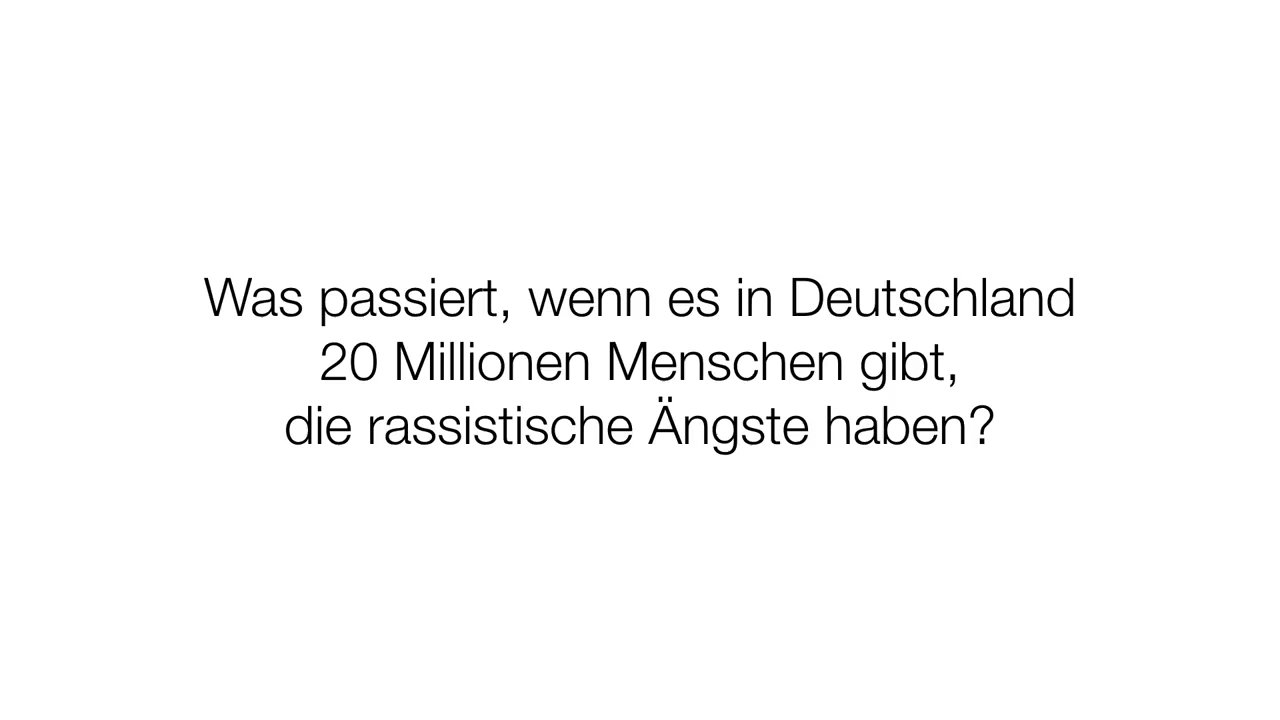 Was passiert, wenn es in Deutschland
20 Millionen Menschen gibt,
die rassistische Ängste haben?